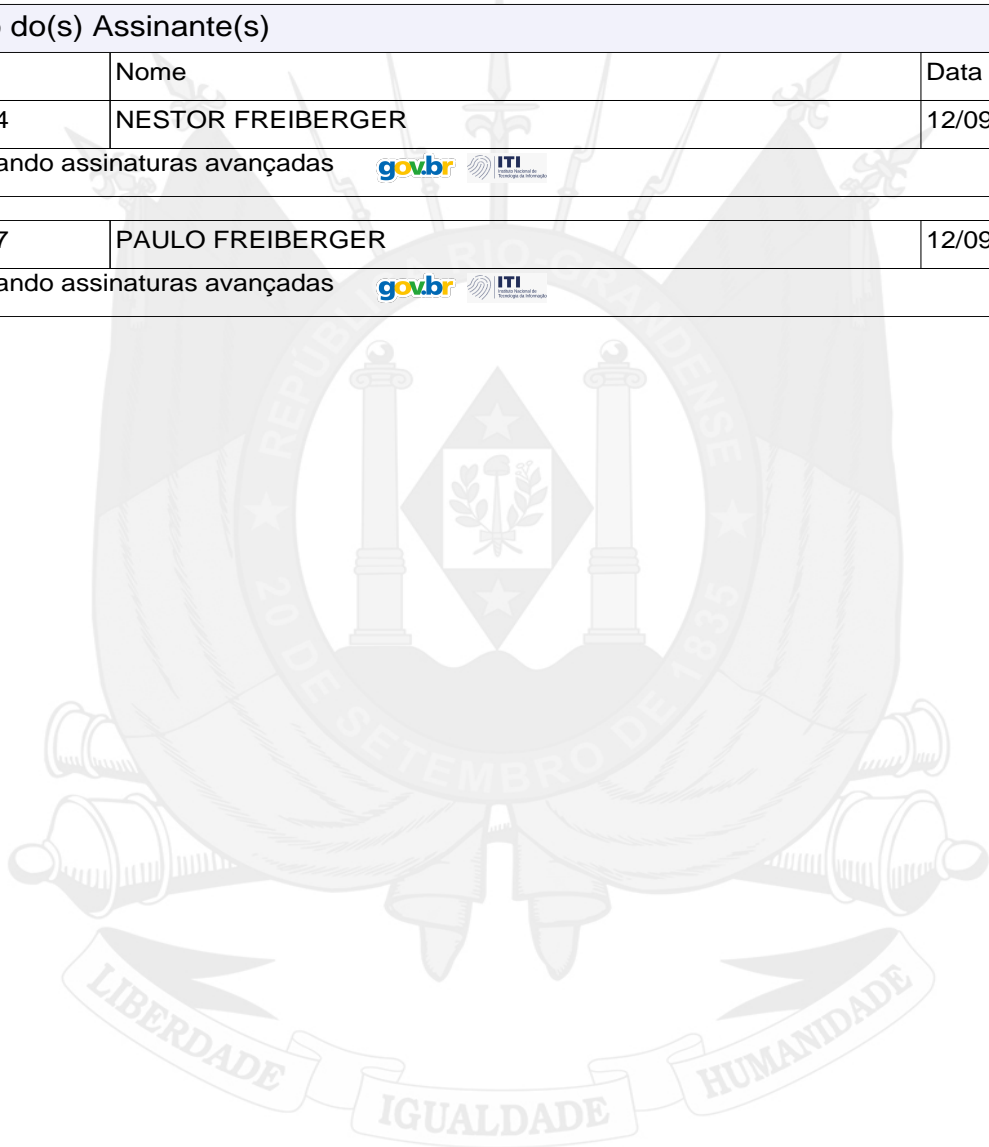 do(s) Assinante(s)
Nome Data
4 NESTOR FREIBERGER 12/09
ando assinaturas avançadas gov.br ITI
7 PAULO FREIBERGER 12/09
ando assinaturas avançadas gov.br ITI
REPÚBLICA RIO-GRANDENSE
20 DE SETEMBRO DE 1835
LIBERDADE IGUALDADE HUMANIDADE